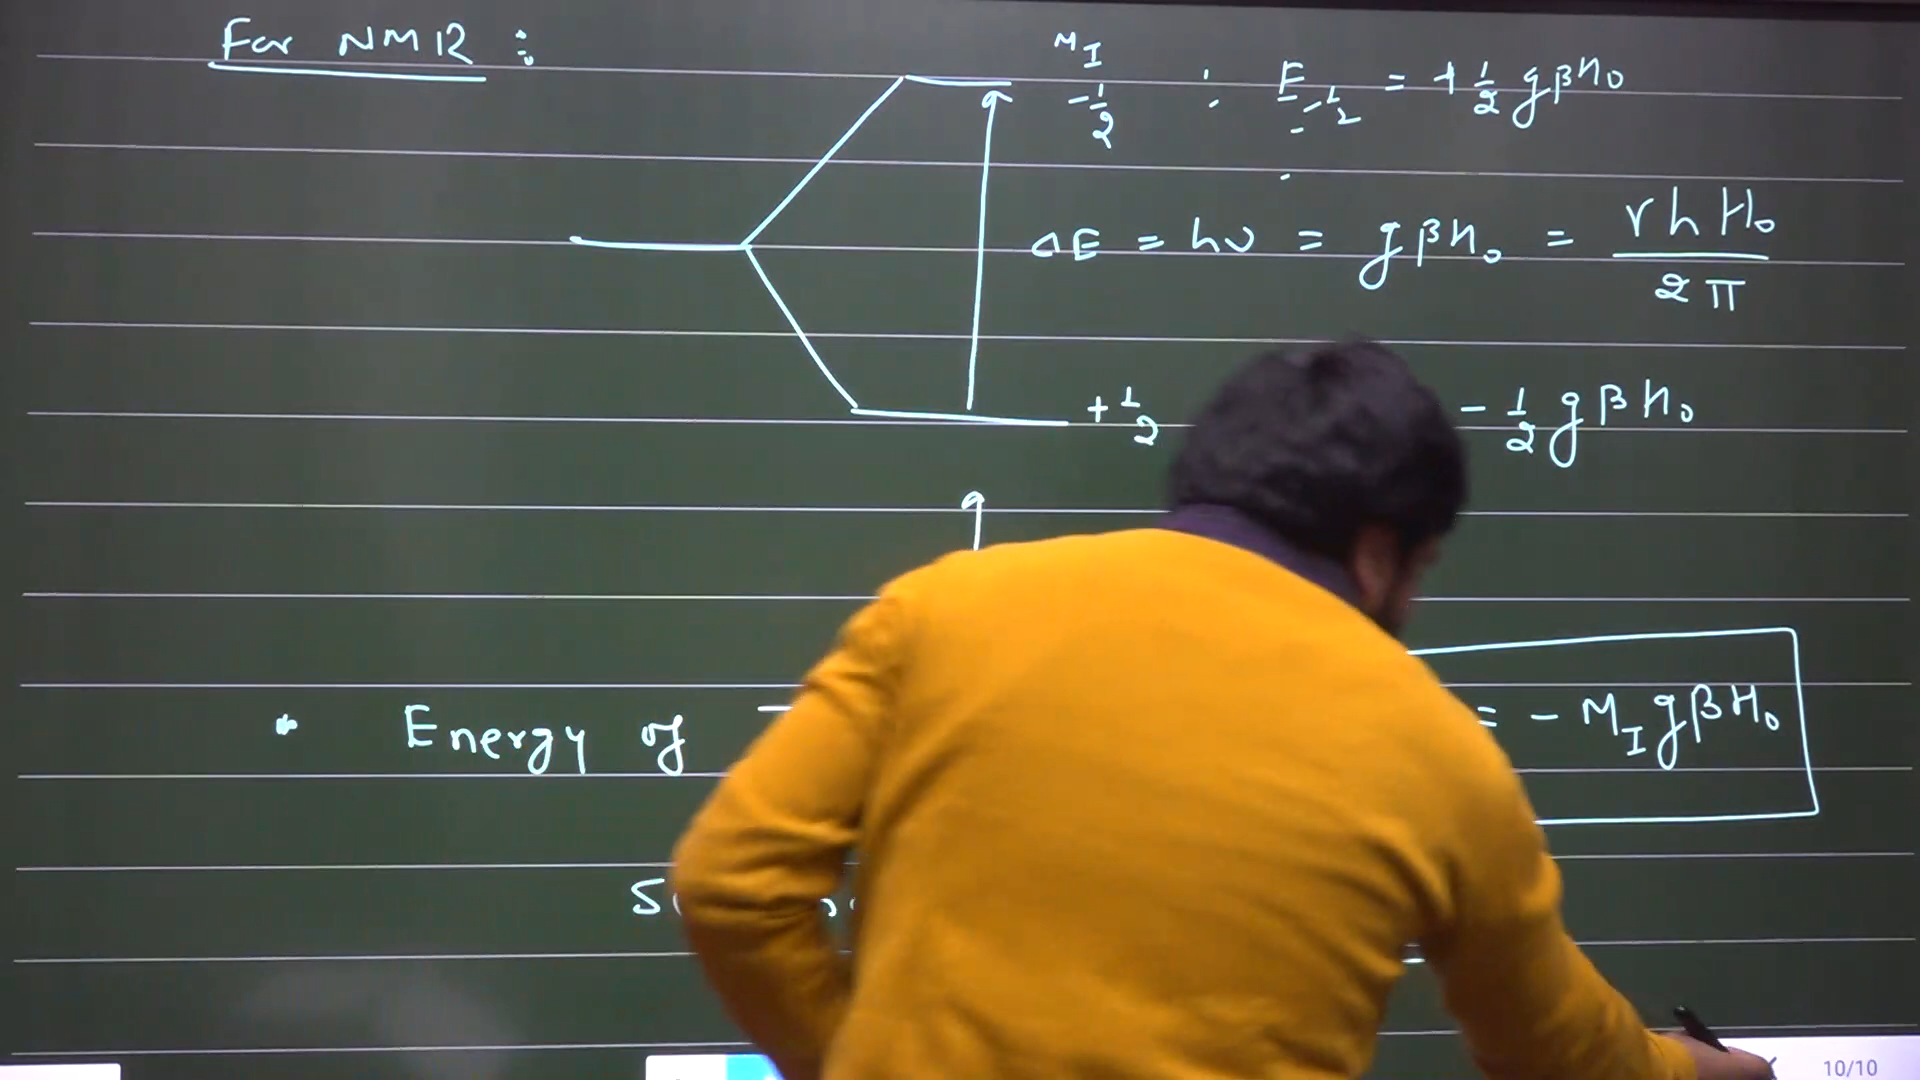 For NMR :
M_I
-1/2 : E_-1/2 = +1/2 gβH₀
ΔE = hν = gβH₀ = γhH₀/2π
+1/2 - 1/2 gβH₀
* Energy of = - M_I gβH₀
10/10